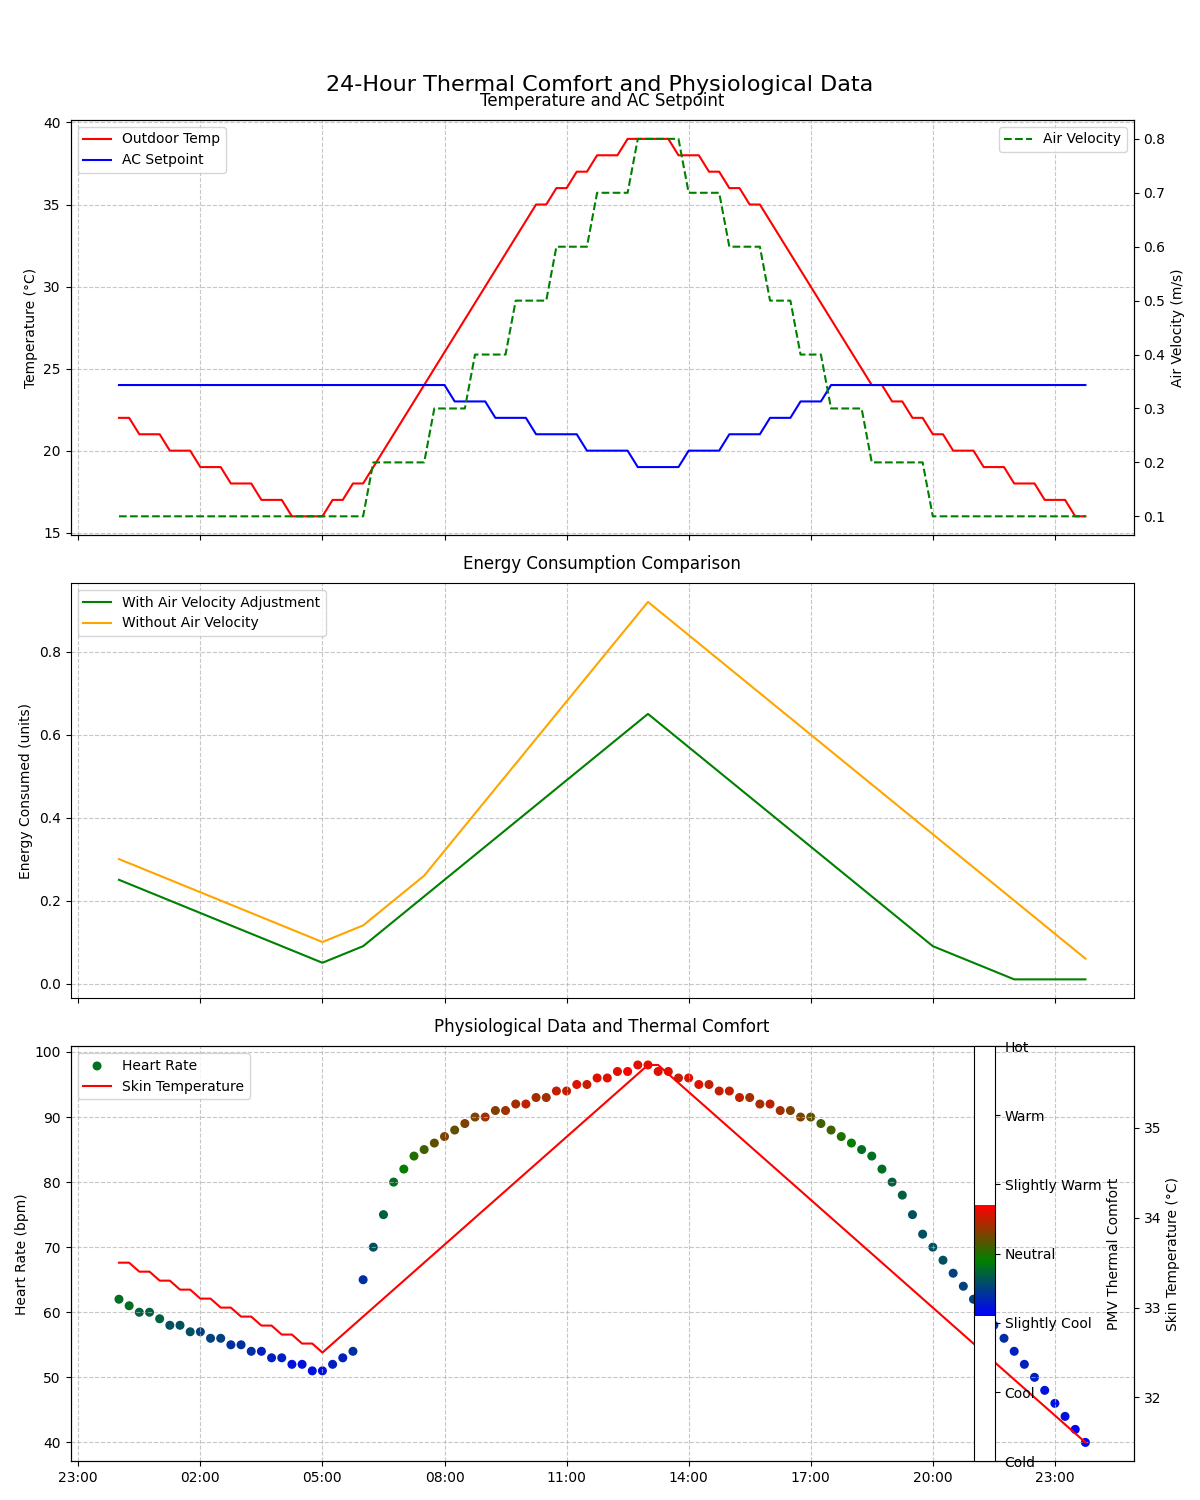 24-Hour Thermal Comfort and Physiological Data
Temperature and AC Setpoint
Outdoor Temp
AC Setpoint
Air Velocity
40
35
30
25
20
15
Temperature (°C)
0.8
0.7
0.6
0.5
0.4
0.3
0.2
0.1
Air Velocity (m/s)
Energy Consumption Comparison
With Air Velocity Adjustment
Without Air Velocity
0.8
0.6
0.4
0.2
0.0
Energy Consumed (units)
Physiological Data and Thermal Comfort
Heart Rate
Skin Temperature
100
90
80
70
60
50
40
Heart Rate (bpm)
Hot
Warm
Slightly Warm
Neutral
Slightly Cool
Cool
Cold
PMV Thermal Comfort
35
34
33
32
Skin Temperature (°C)
23:00
02:00
05:00
08:00
11:00
14:00
17:00
20:00
23:00